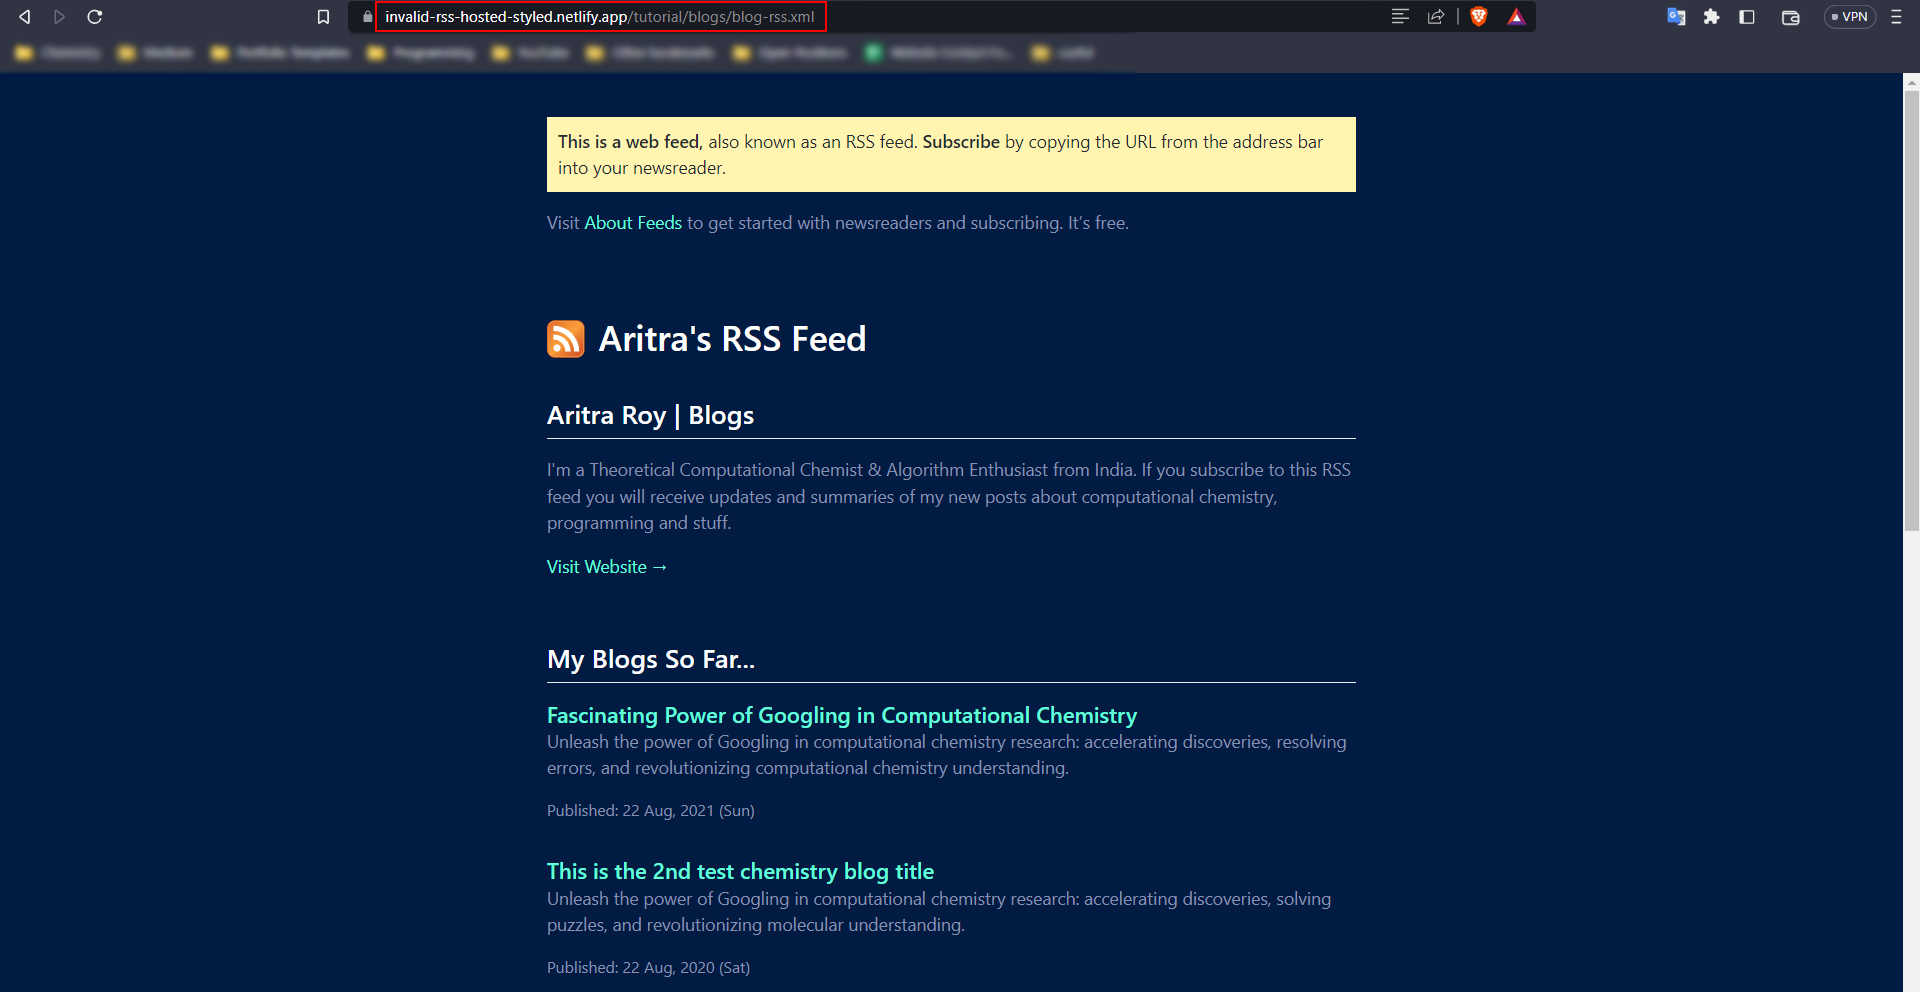 invalid-rss-hosted-styled.netlify.app/tutorial/blogs/blog-rss.xml
VPN
This is a web feed, also known as an RSS feed. Subscribe by copying the URL from the address bar
into your newsreader.
Visit About Feeds to get started with newsreaders and subscribing. It’s free.
Aritra's RSS Feed
Aritra Roy | Blogs
I'm a Theoretical Computational Chemist & Algorithm Enthusiast from India. If you subscribe to this RSS
feed you will receive updates and summaries of my new posts about computational chemistry,
programming and stuff.
Visit Website →
My Blogs So Far...
Fascinating Power of Googling in Computational Chemistry
Unleash the power of Googling in computational chemistry research: accelerating discoveries, resolving
errors, and revolutionizing computational chemistry understanding.
Published: 22 Aug, 2021 (Sun)
This is the 2nd test chemistry blog title
Unleash the power of Googling in computational chemistry research: accelerating discoveries, solving
puzzles, and revolutionizing molecular understanding.
Published: 22 Aug, 2020 (Sat)